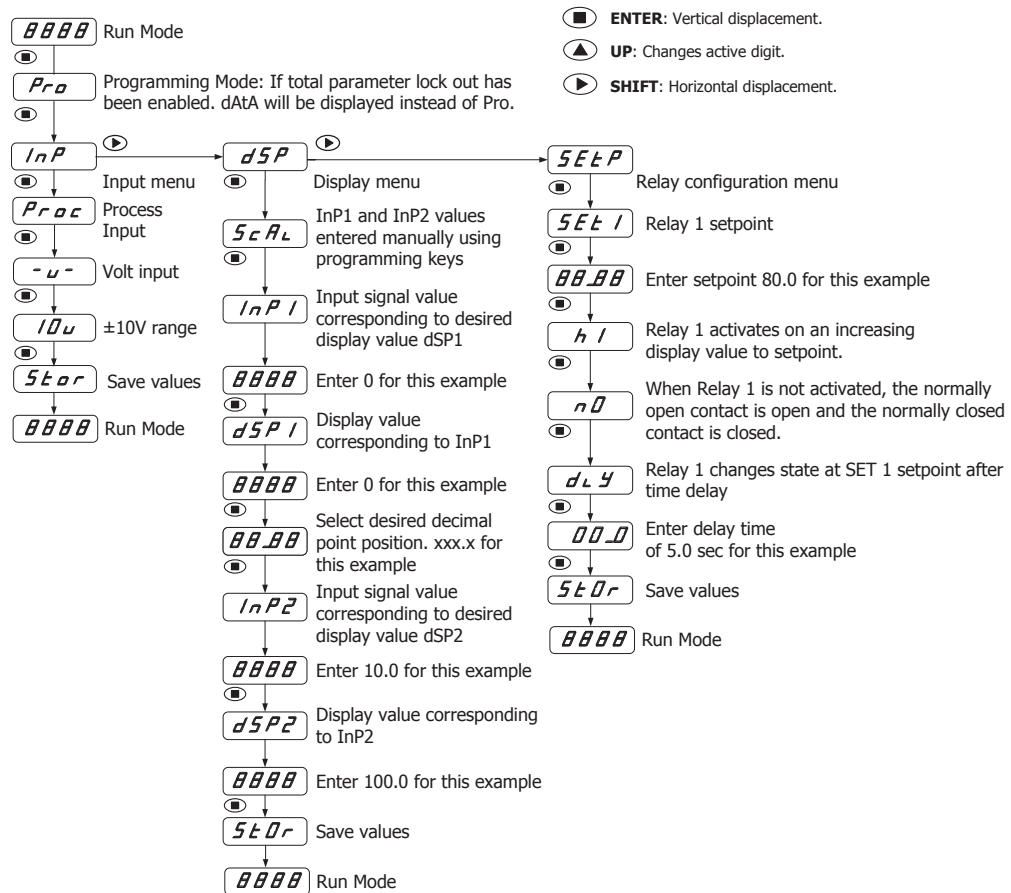 ENTER: Vertical displacement.
UP: Changes active digit.
SHIFT: Horizontal displacement.
8888 Run Mode
Pro Programming Mode: If total parameter lock out has
been enabled. dAtA will be displayed instead of Pro.
InP
Input menu
Proc Process
Input
-u- Volt input
10u ±10V range
Stor Save values
8888 Run Mode
dSP
Display menu
ScAL
InP1 and InP2 values
entered manually using
programming keys
InP1
Input signal value
corresponding to desired
display value dSP1
8888 Enter 0 for this example
dSP1
Display value
corresponding to InP1
8888 Enter 0 for this example
88.88
Select desired decimal
point position. xxx.x for
this example
InP2
Input signal value
corresponding to desired
display value dSP2
8888 Enter 10.0 for this example
dSP2
Display value corresponding
to InP2
8888 Enter 100.0 for this example
StOr Save values
8888 Run Mode
SEtP
Relay configuration menu
SEt1 Relay 1 setpoint
88.88 Enter setpoint 80.0 for this example
hI
Relay 1 activates on an increasing
display value to setpoint.
nO
When Relay 1 is not activated, the normally
open contact is open and the normally closed
contact is closed.
dLY
Relay 1 changes state at SET 1 setpoint after
time delay
00.0
Enter delay time
of 5.0 sec for this example
StOr Save values
8888 Run Mode